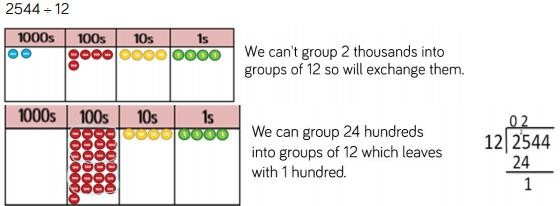 2544 ÷ 12
1000s 100s 10s 1s
We can't group 2 thousands into
groups of 12 so will exchange them.
1000s 100s 10s 1s
We can group 24 hundreds
into groups of 12 which leaves
with 1 hundred.
0 2
12 2544
24
1